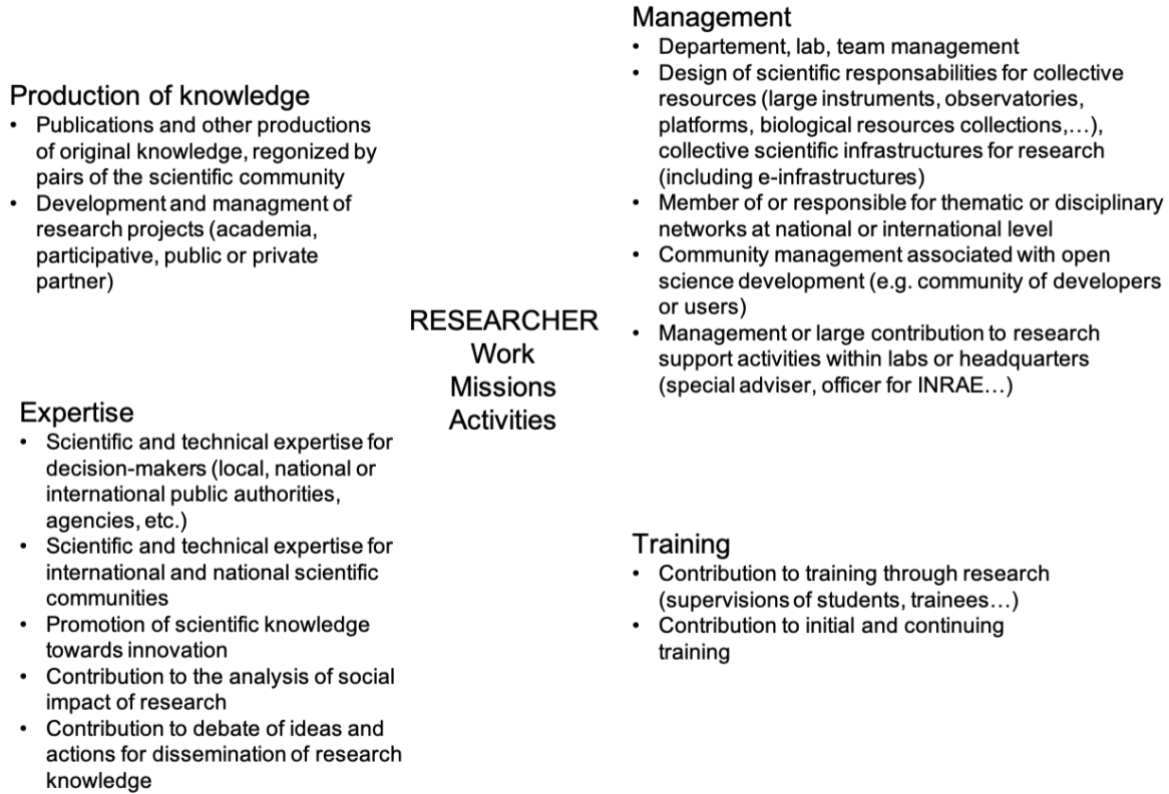 Production of knowledge
• Publications and other productions
of original knowledge, regonized by
pairs of the scientific community
• Development and managment of
research projects (academia,
participative, public or private
partner)
Management
• Departement, lab, team management
• Design of scientific responsabilities for collective
resources (large instruments, observatories,
platforms, biological resources collections,…),
collective scientific infrastructures for research
(including e-infrastructures)
• Member of or responsible for thematic or disciplinary
networks at national or international level
• Community management associated with open
science development (e.g. community of developers
or users)
• Management or large contribution to research
support activities within labs or headquarters
(special adviser, officer for INRAE…)
RESEARCHER
Work
Missions
Activities
Expertise
• Scientific and technical expertise for
decision-makers (local, national or
international public authorities,
agencies, etc.)
• Scientific and technical expertise for
international and national scientific
communities
• Promotion of scientific knowledge
towards innovation
• Contribution to the analysis of social
impact of research
• Contribution to debate of ideas and
actions for dissemination of research
knowledge
Training
• Contribution to training through research
(supervisions of students, trainees…)
• Contribution to initial and continuing
training